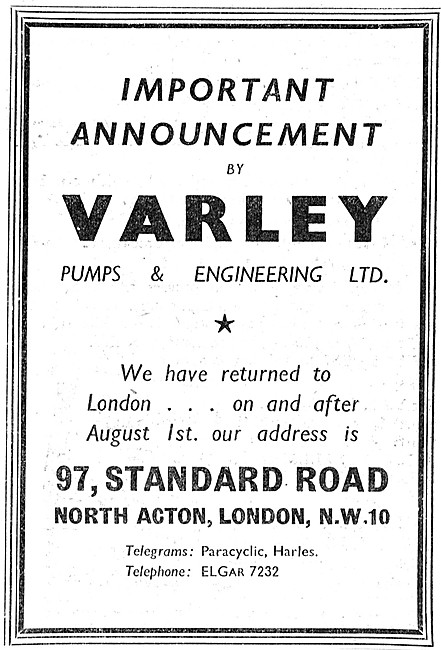 IMPORTANT
ANNOUNCEMENT
BY
VARLEY
PUMPS & ENGINEERING LTD.
We have returned to
London . . . on and after
August 1st. our address is
97, STANDARD ROAD
NORTH ACTON, LONDON, N.W.10
Telegrams: Paracyclic, Harles.
Telephone: ELGAR 7232